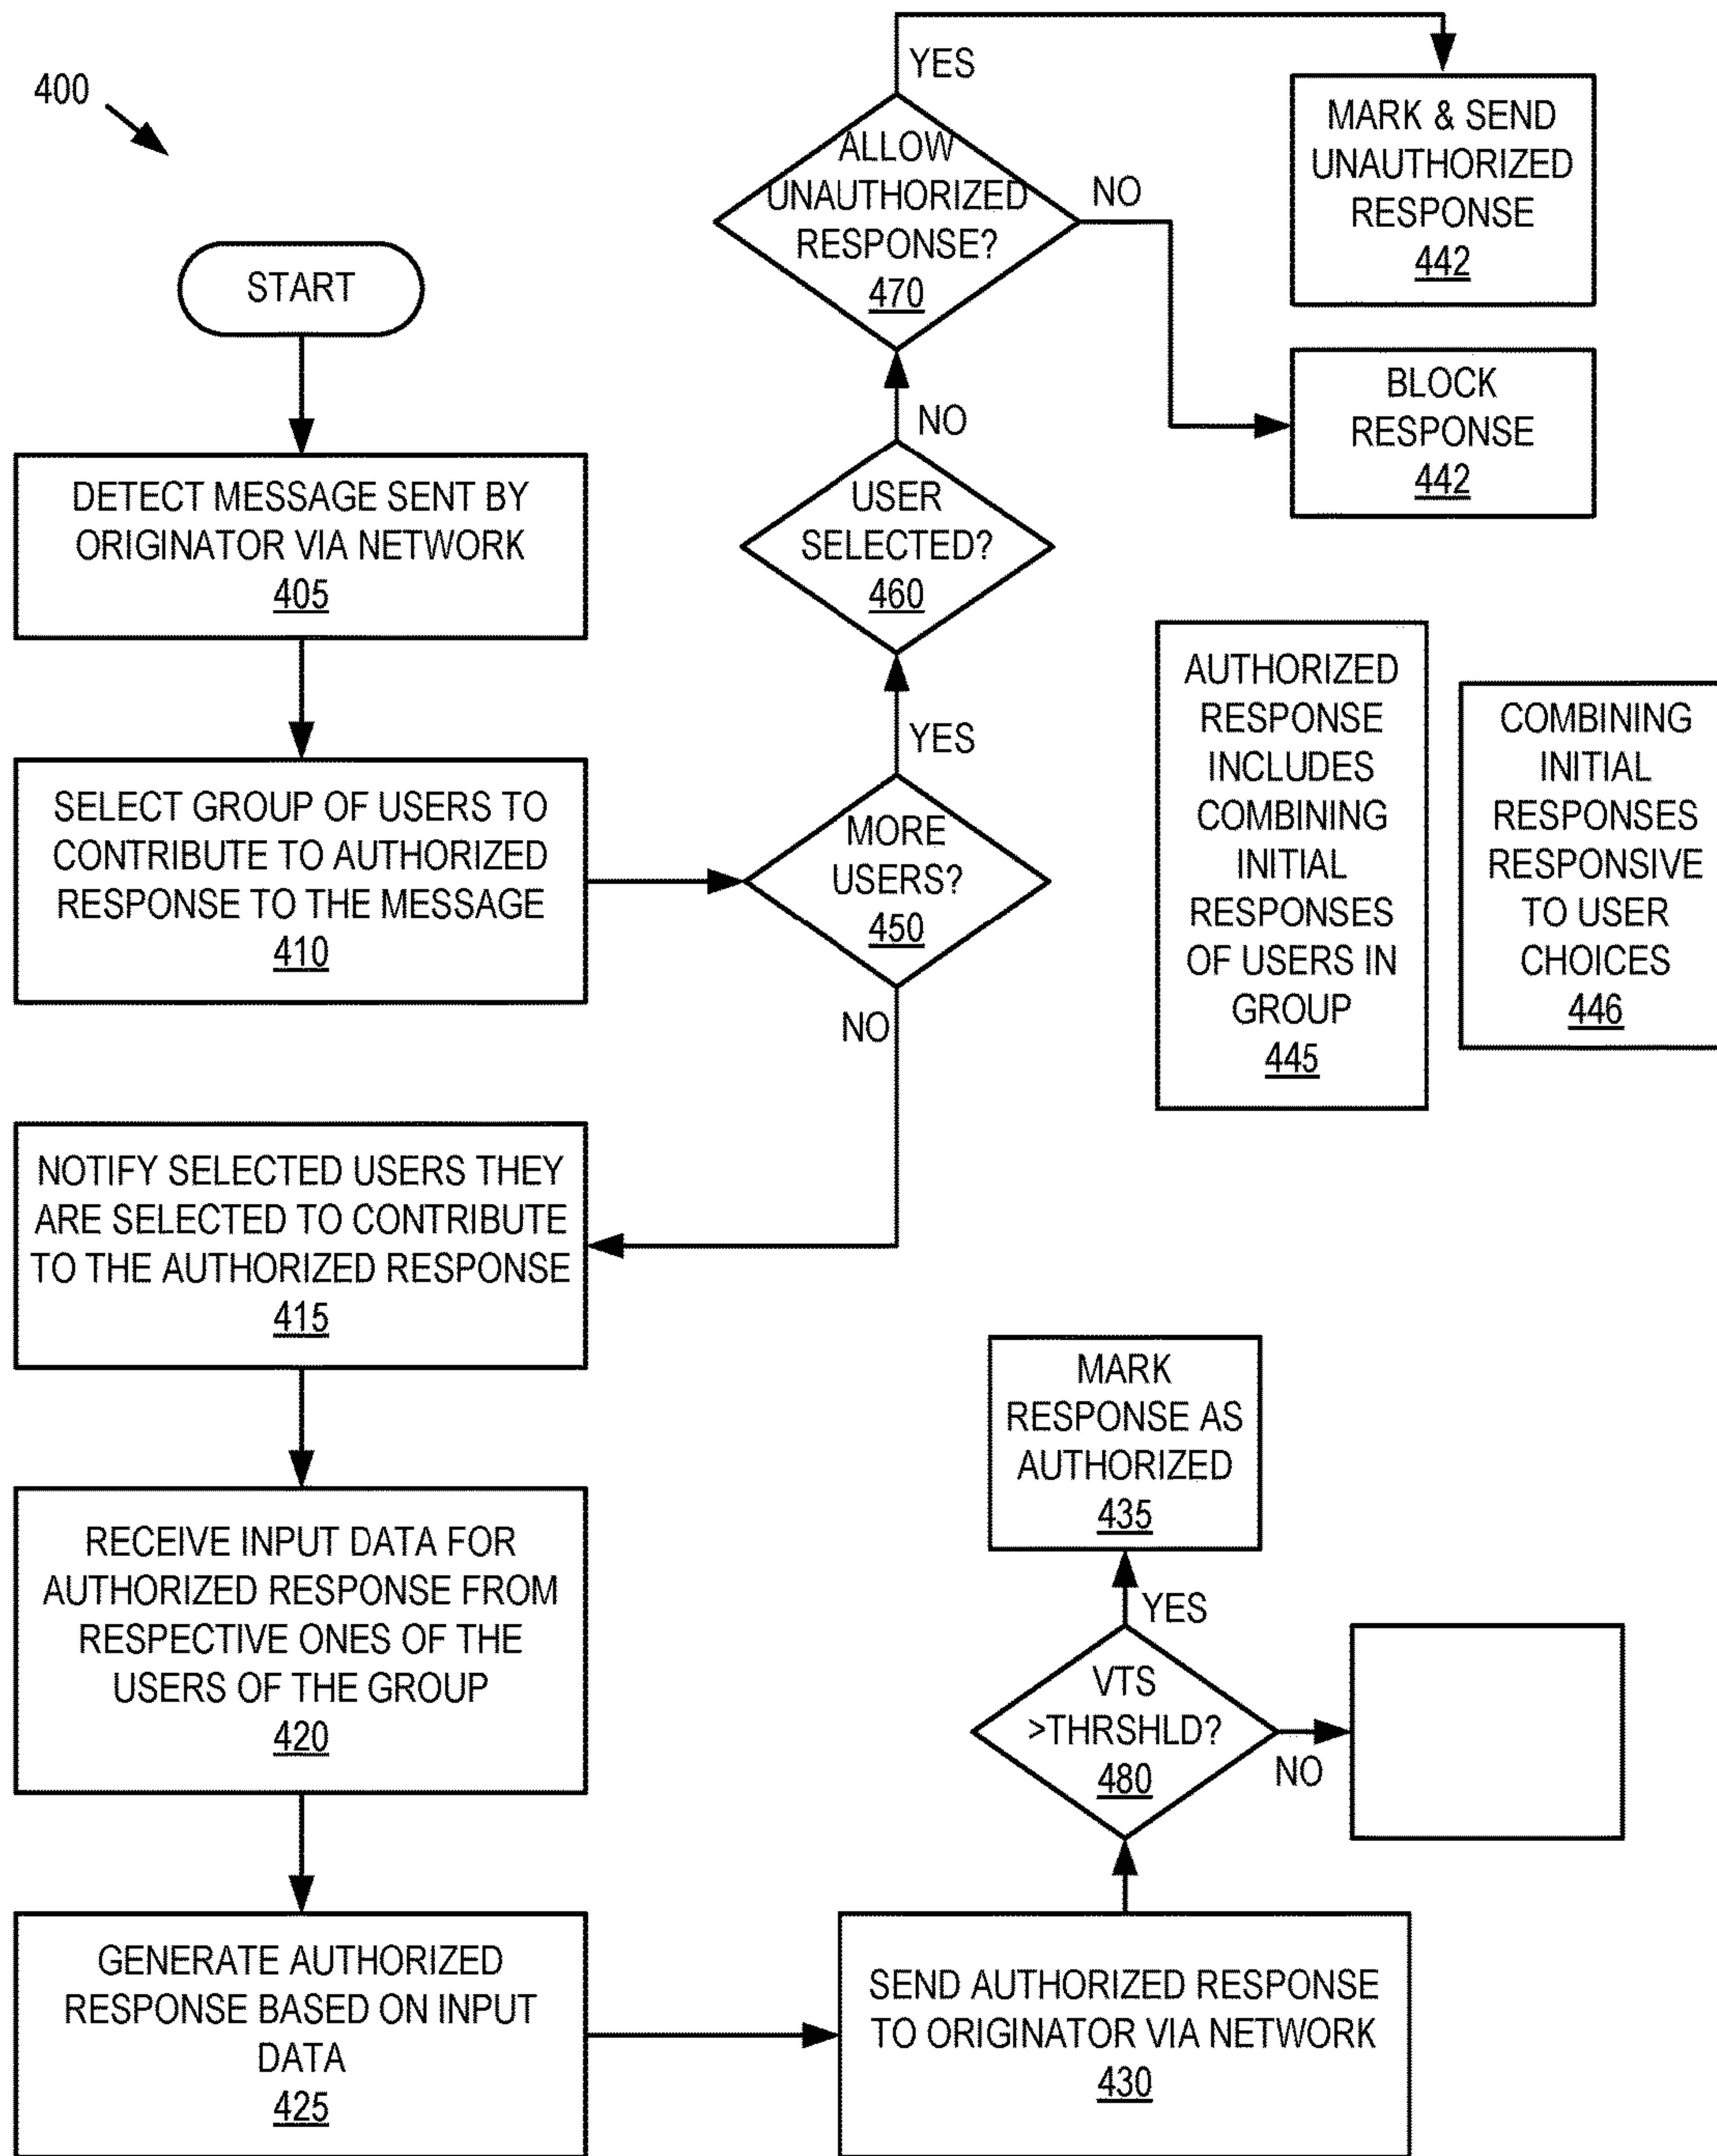 400
START
DETECT MESSAGE SENT BY
ORIGINATOR VIA NETWORK
405
SELECT GROUP OF USERS TO
CONTRIBUTE TO AUTHORIZED
RESPONSE TO THE MESSAGE
410
MORE
USERS?
450
YES
NO
USER
SELECTED?
460
NO
ALLOW
UNAUTHORIZED
RESPONSE?
470
YES
NO
MARK & SEND
UNAUTHORIZED
RESPONSE
442
BLOCK
RESPONSE
442
AUTHORIZED
RESPONSE
INCLUDES
COMBINING
INITIAL
RESPONSES
OF USERS IN
GROUP
445
COMBINING
INITIAL
RESPONSES
RESPONSIVE
TO USER
CHOICES
446
NOTIFY SELECTED USERS THEY
ARE SELECTED TO CONTRIBUTE
TO THE AUTHORIZED RESPONSE
415
RECEIVE INPUT DATA FOR
AUTHORIZED RESPONSE FROM
RESPECTIVE ONES OF THE
USERS OF THE GROUP
420
GENERATE AUTHORIZED
RESPONSE BASED ON INPUT
DATA
425
SEND AUTHORIZED RESPONSE
TO ORIGINATOR VIA NETWORK
430
VTS
>THRSHLD?
480
YES
NO
MARK
RESPONSE AS
AUTHORIZED
435